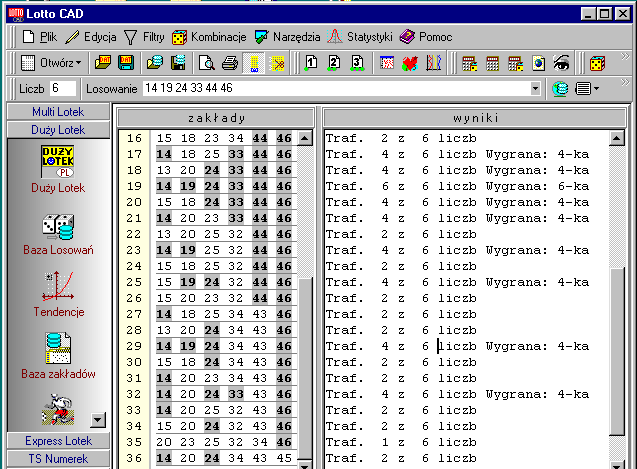 Lotto CAD
Plik Edycja Filtry Kombinacje Narzędzia Statystyki Pomoc
Otwórz
Liczb 6 Losowanie 14 19 24 33 44 46
Multi Lotek
Duży Lotek
DUŻY LOTEK PL
Duży Lotek
Baza Losowań
Tendencje
Baza zakładów
Express Lotek
TS Numerek
zakłady wyniki
16 15 18 23 34 44 46 Traf. 2 z 6 liczb
17 14 18 25 33 44 46 Traf. 4 z 6 liczb Wygrana: 4-ka
18 13 20 24 33 44 46 Traf. 4 z 6 liczb Wygrana: 4-ka
19 14 19 24 33 44 46 Traf. 6 z 6 liczb Wygrana: 6-ka
20 15 18 24 33 44 46 Traf. 4 z 6 liczb Wygrana: 4-ka
21 14 20 23 33 44 46 Traf. 4 z 6 liczb Wygrana: 4-ka
22 13 20 25 32 44 46 Traf. 2 z 6 liczb
23 14 19 25 32 44 46 Traf. 4 z 6 liczb Wygrana: 4-ka
24 15 18 25 32 44 46 Traf. 2 z 6 liczb
25 15 19 24 32 44 46 Traf. 4 z 6 liczb Wygrana: 4-ka
26 15 20 23 32 44 46 Traf. 2 z 6 liczb
27 14 18 25 34 43 46 Traf. 2 z 6 liczb
28 13 20 24 34 43 46 Traf. 2 z 6 liczb
29 14 19 24 34 43 46 Traf. 4 z 6 liczb Wygrana: 4-ka
30 15 18 24 34 43 46 Traf. 2 z 6 liczb
31 14 20 23 34 43 46 Traf. 2 z 6 liczb
32 14 20 24 33 43 46 Traf. 4 z 6 liczb Wygrana: 4-ka
33 14 20 25 32 43 46 Traf. 2 z 6 liczb
34 15 20 24 32 43 46 Traf. 2 z 6 liczb
35 20 23 25 32 34 46 Traf. 1 z 6 liczb
36 14 20 24 34 43 45 Traf. 2 z 6 liczb